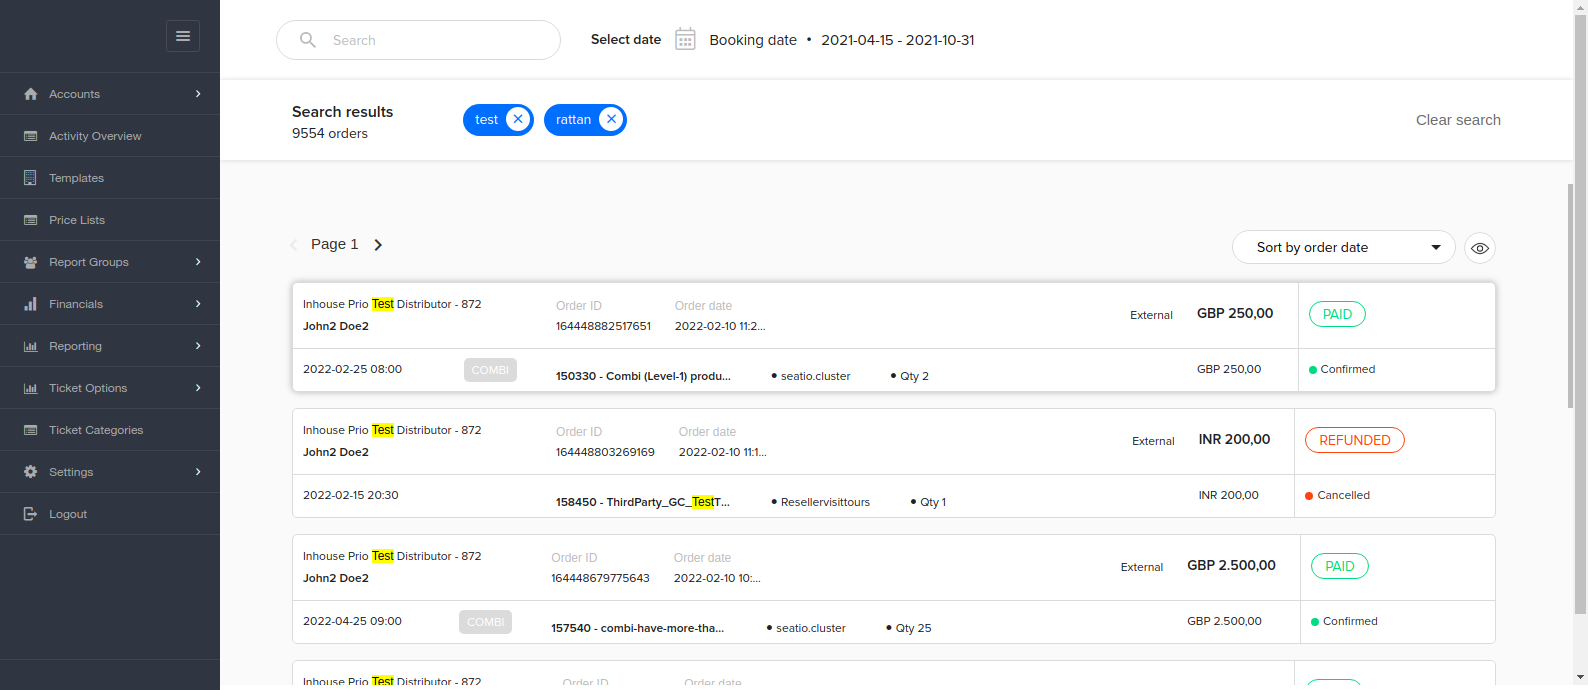 Search
Select date
Booking date • 2021-04-15 - 2021-10-31
Accounts
Activity Overview
Templates
Price Lists
Report Groups
Financials
Reporting
Ticket Options
Ticket Categories
Settings
Logout
Search results
9554 orders
test
rattan
Clear search
Page 1
Sort by order date
Inhouse Prio Test Distributor - 872
John2 Doe2
Order ID
164448882517651
Order date
2022-02-10 11:2...
External
GBP 250,00
PAID
2022-02-25 08:00
COMBI
150330 - Combi (Level-1) produ...
• seatio.cluster
• Qty 2
GBP 250,00
Confirmed
Inhouse Prio Test Distributor - 872
John2 Doe2
Order ID
164448803269169
Order date
2022-02-10 11:1...
External
INR 200,00
REFUNDED
2022-02-15 20:30
158450 - ThirdParty_GC_TestT...
• Resellervisittours
• Qty 1
INR 200,00
Cancelled
Inhouse Prio Test Distributor - 872
John2 Doe2
Order ID
164448679775643
Order date
2022-02-10 10:...
External
GBP 2.500,00
PAID
2022-04-25 09:00
COMBI
157540 - combi-have-more-tha...
• seatio.cluster
• Qty 25
GBP 2.500,00
Confirmed
Inhouse Prio Test Distributor - 872
Order ID
Order date